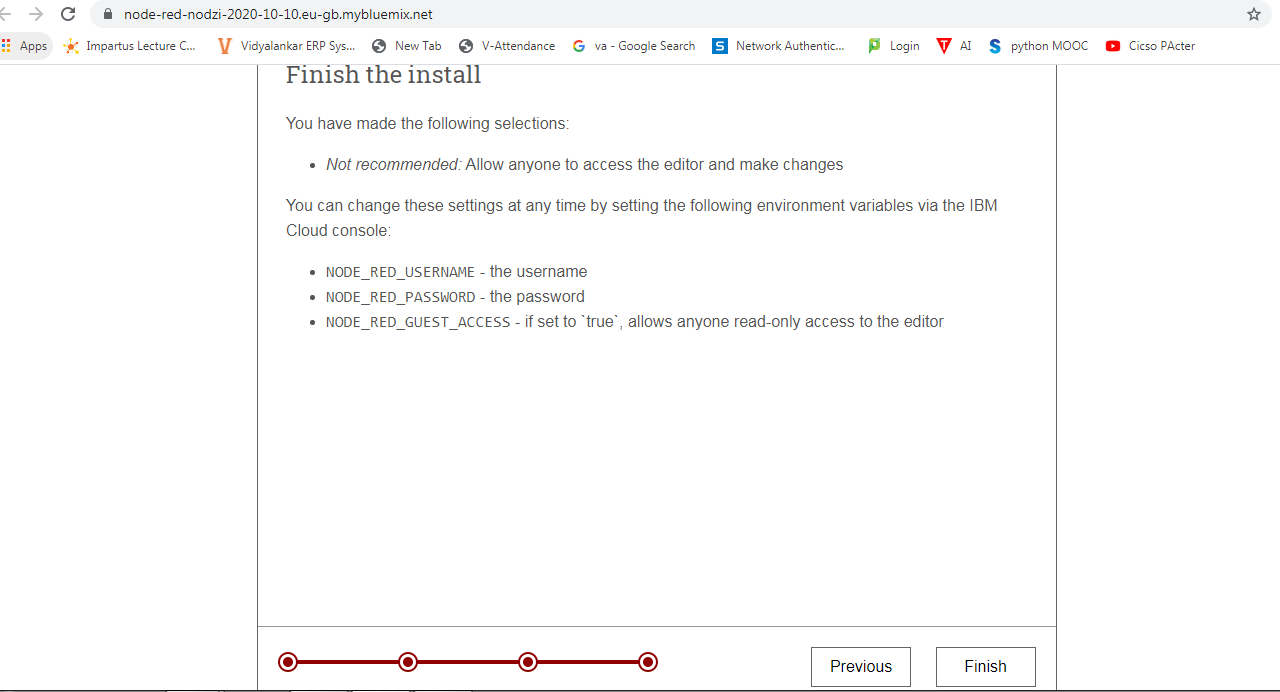 node-red-nodzi-2020-10-10.eu-gb.mybluemix.net
Apps Impartus Lecture C... Vidyalankar ERP Sys... New Tab V-Attendance va - Google Search Network Authentic... Login AI python MOOC Cicso PActer
Finish the install
You have made the following selections:
• Not recommended: Allow anyone to access the editor and make changes
You can change these settings at any time by setting the following environment variables via the IBM
Cloud console:
• NODE_RED_USERNAME - the username
• NODE_RED_PASSWORD - the password
• NODE_RED_GUEST_ACCESS - if set to `true`, allows anyone read-only access to the editor
Previous Finish